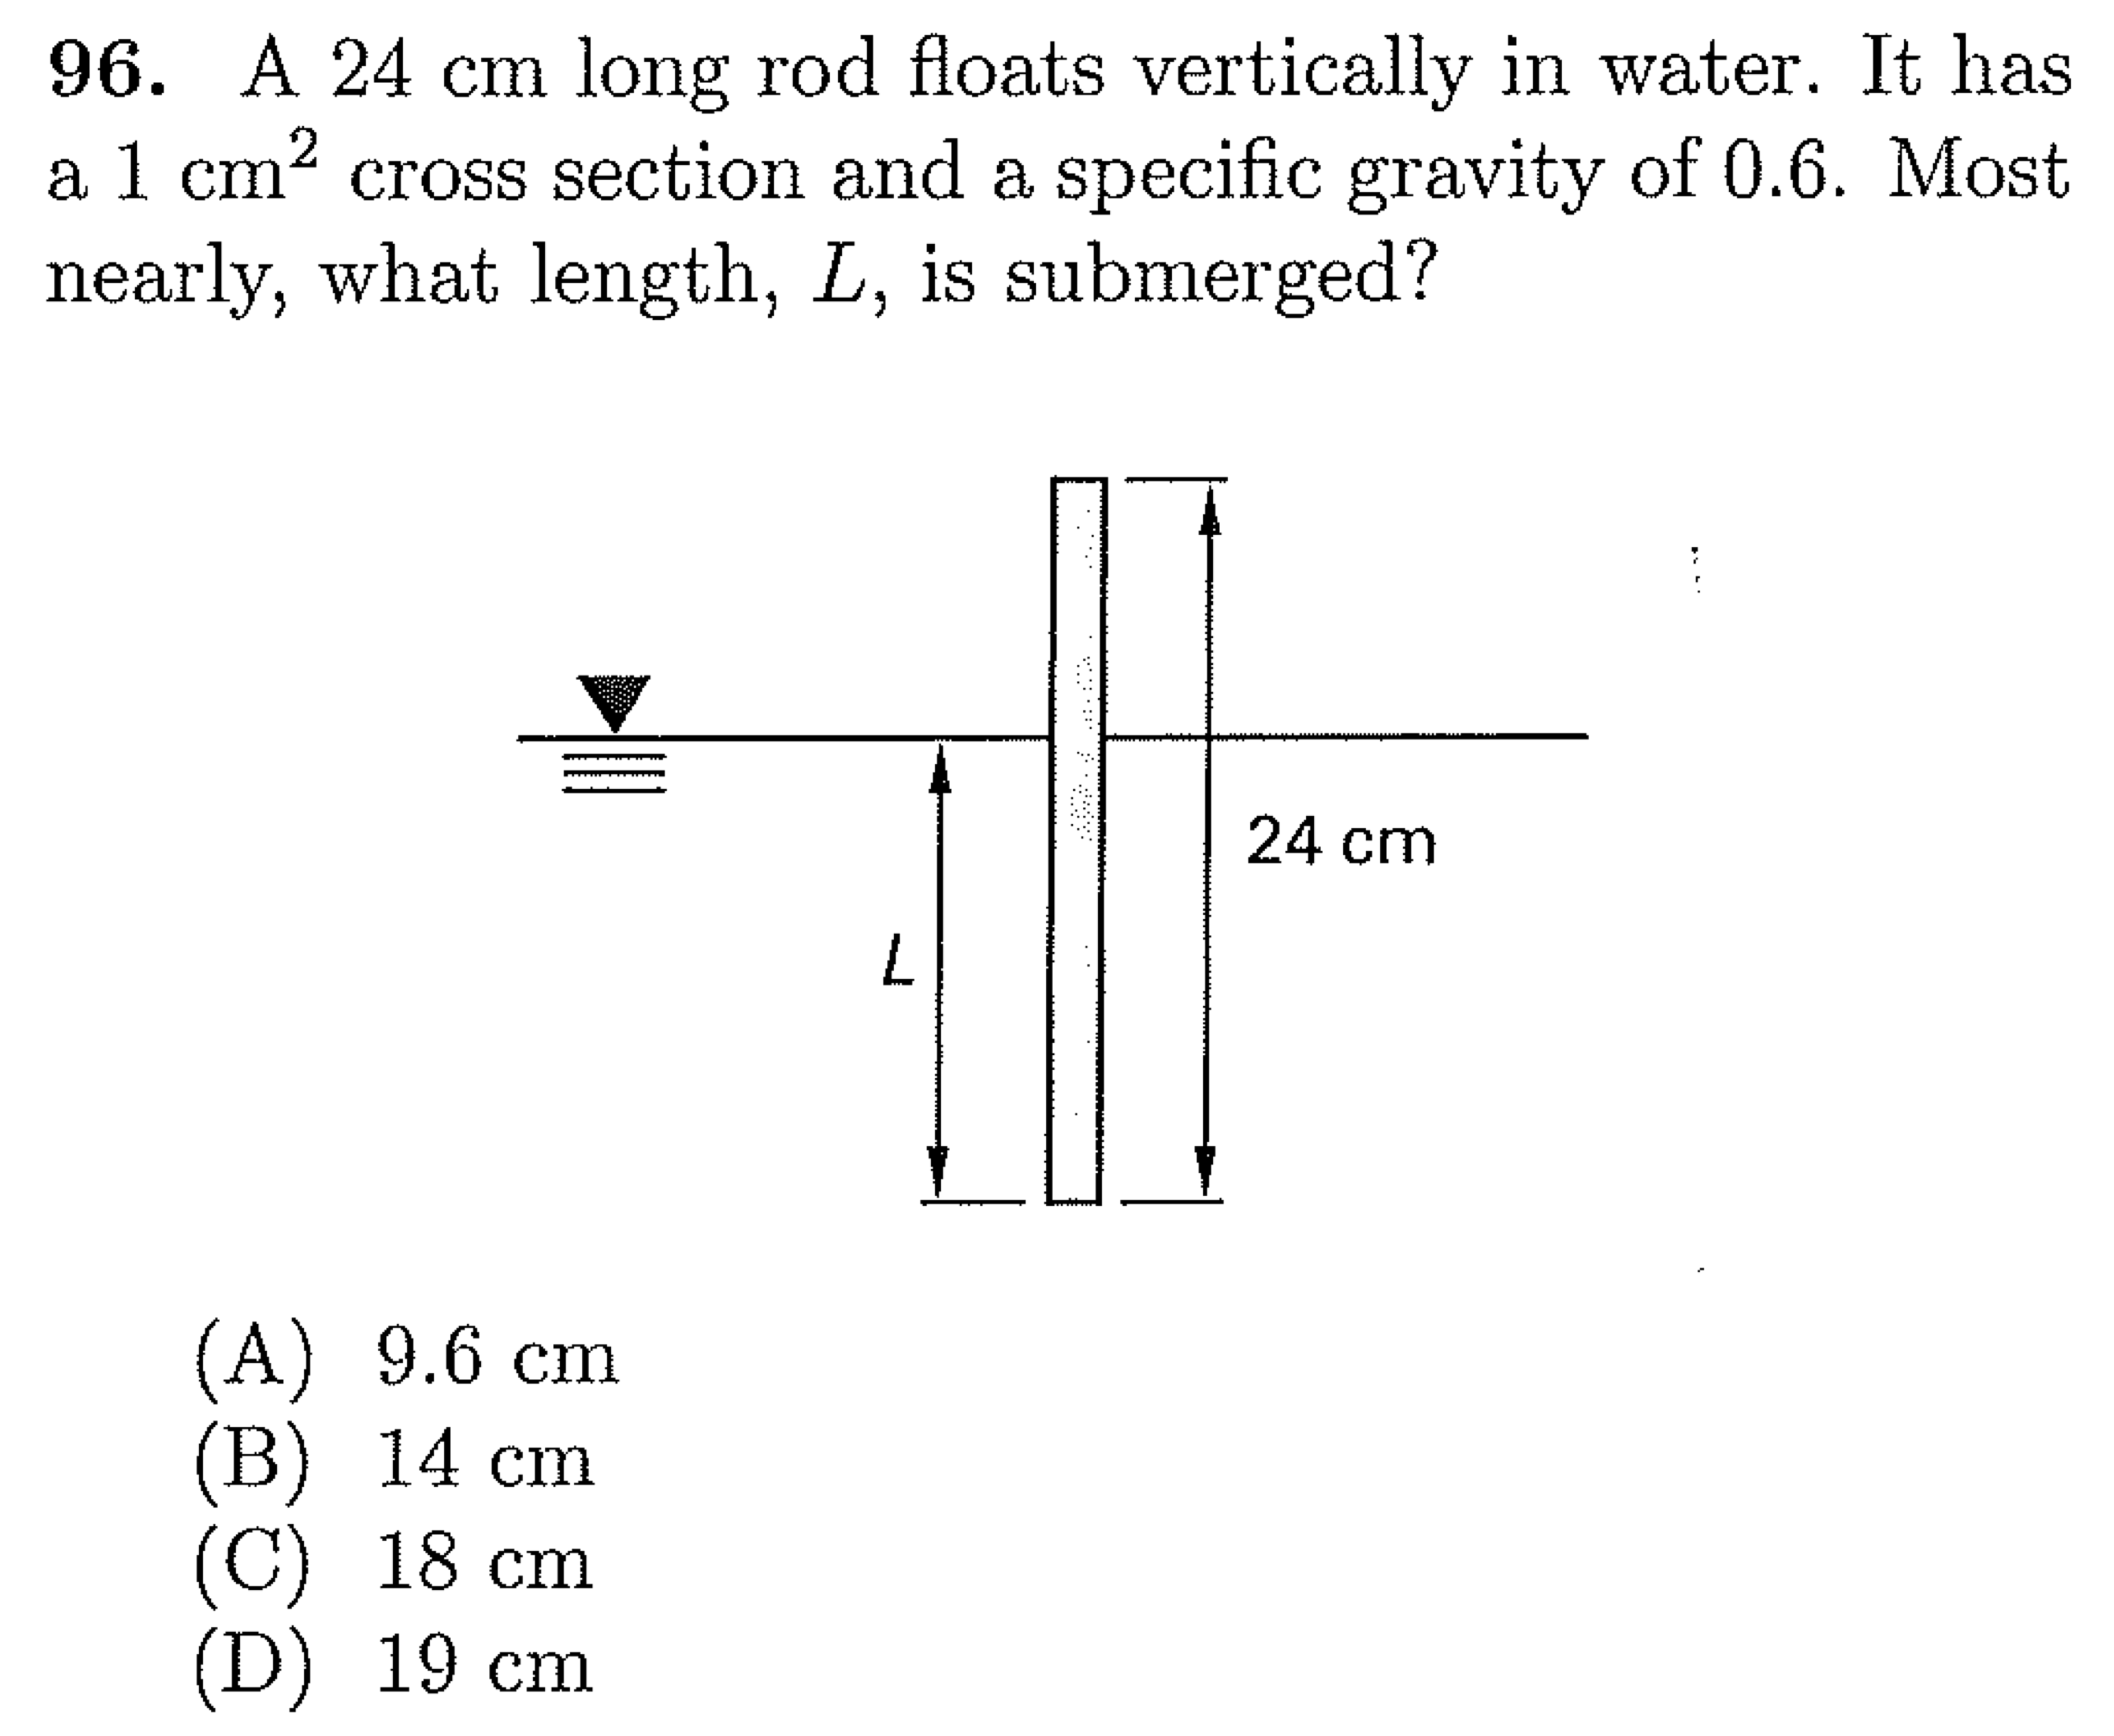 96. A 24 cm long rod floats vertically in water. It has
a 1 cm² cross section and a specific gravity of 0.6. Most
nearly, what length, L, is submerged?
24 cm
L
(A) 9.6 cm
(B) 14 cm
(C) 18 cm
(D) 19 cm